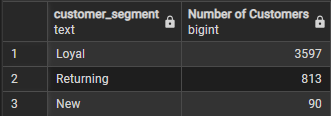 customer_segment Number of Customers
text bigint
1 Loyal 3597
2 Returning 813
3 New 90